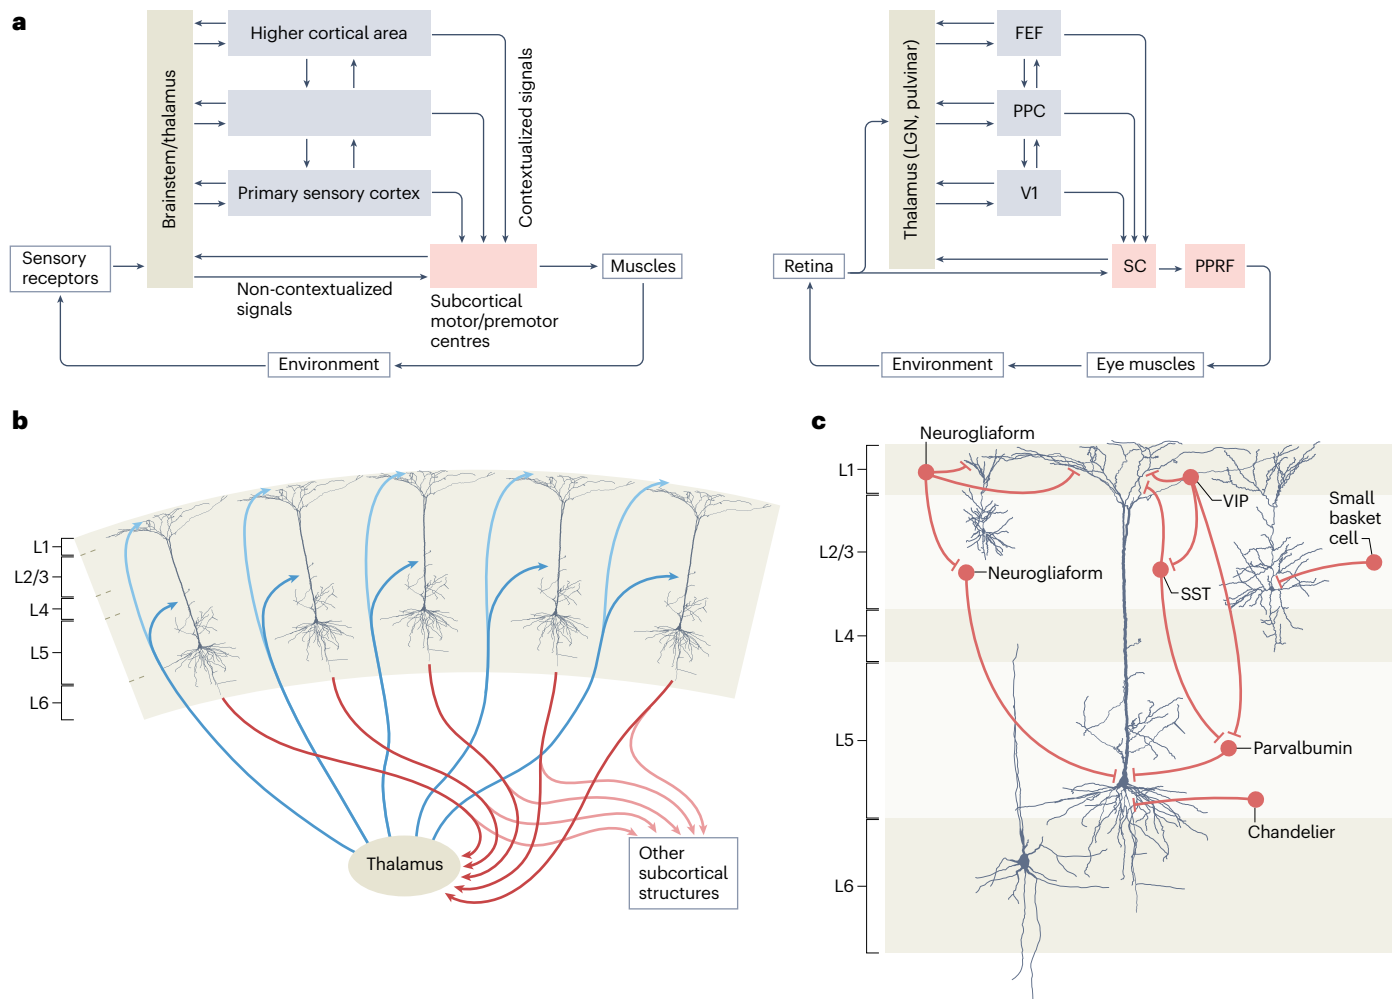 a
Higher cortical area
Brainstem/thalamus
Primary sensory cortex
Contextualized signals
Sensory
receptors
Non-contextualized
signals
Subcortical
motor/premotor
centres
Muscles
Environment
FEF
PPC
V1
Thalamus (LGN, pulvinar)
Retina
SC
PPRF
Environment
Eye muscles
b
L1
L2/3
L4
L5
L6
Thalamus
Other
subcortical
structures
c
Neurogliaform
L1
VIP
Small
basket
cell
L2/3
Neurogliaform
SST
L4
L5
Parvalbumin
Chandelier
L6